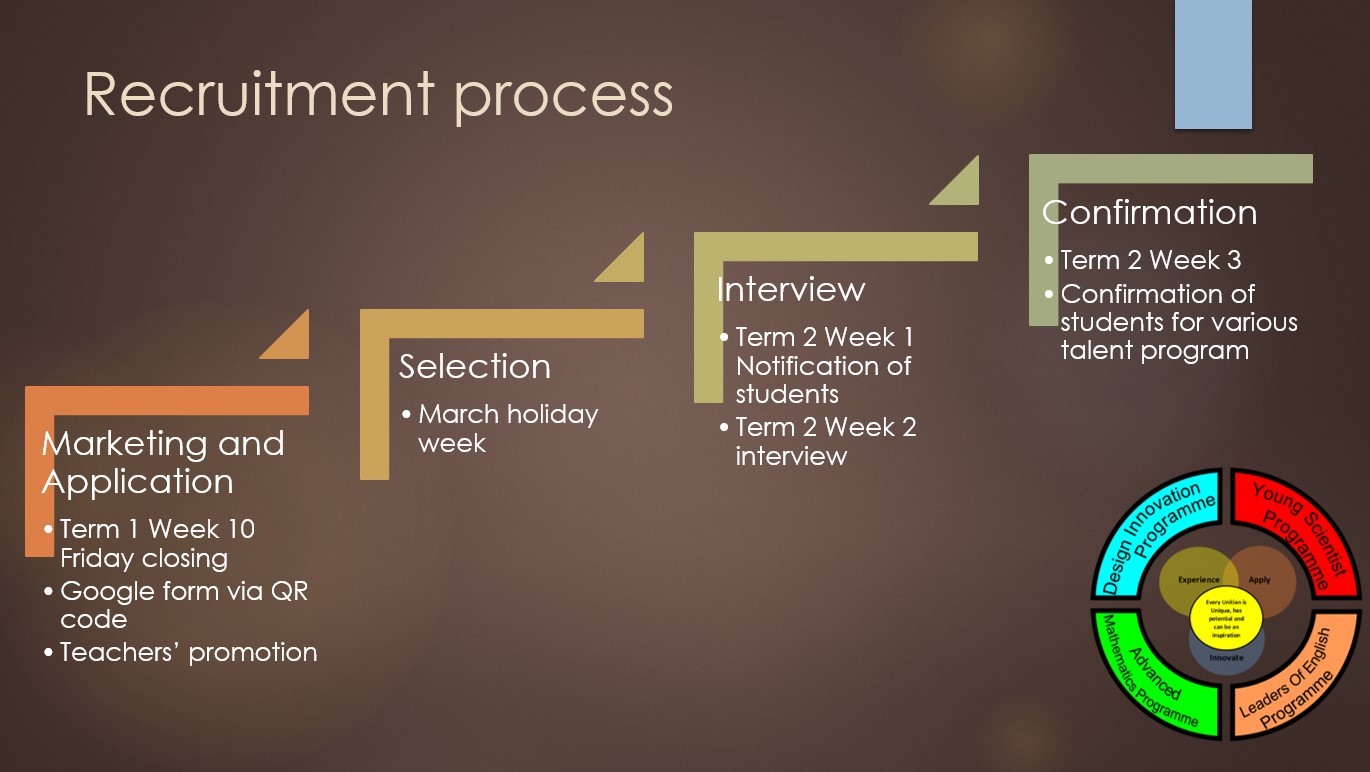 Recruitment process
Marketing and
Application
• Term 1 Week 10
Friday closing
• Google form via QR
code
• Teachers’ promotion
Selection
• March holiday
week
Interview
• Term 2 Week 1
Notification of
students
• Term 2 Week 2
interview
Confirmation
• Term 2 Week 3
• Confirmation of
students for various
talent program
Design Innovation
Programme
Young Scientist
Programme
Experience
Apply
Every Unitian is
Unique, has
potential and
can be an
inspiration
Innovate
Advanced
Mathematics Programme
Leaders Of English
Programme